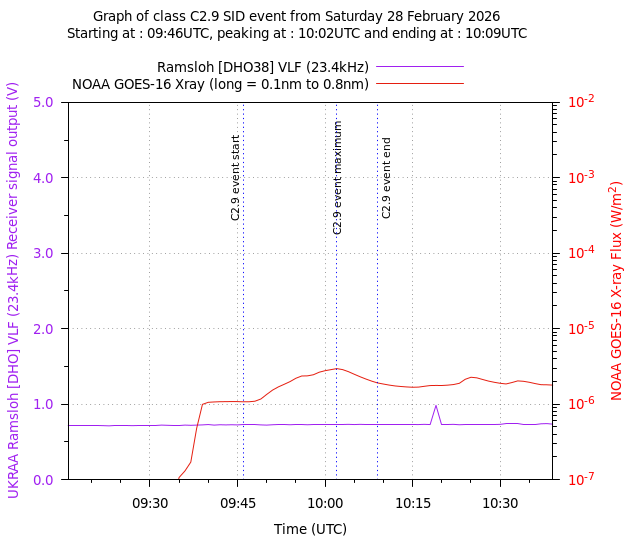 Graph of class C2.9 SID event from Saturday 28 February 2026
Starting at : 09:46UTC, peaking at : 10:02UTC and ending at : 10:09UTC
Ramsloh [DHO38] VLF (23.4kHz)
NOAA GOES-16 Xray (long = 0.1nm to 0.8nm)
UKRAA Ramsloh [DHO] VLF (23.4kHz) Receiver signal output (V)
5.0
4.0
3.0
2.0
1.0
0.0
C2.9 event start
C2.9 event maximum
C2.9 event end
10⁻²
10⁻³
10⁻⁴
10⁻⁵
10⁻⁶
10⁻⁷
NOAA GOES-16 X-ray Flux (W/m²)
09:30 09:45 10:00 10:15 10:30
Time (UTC)